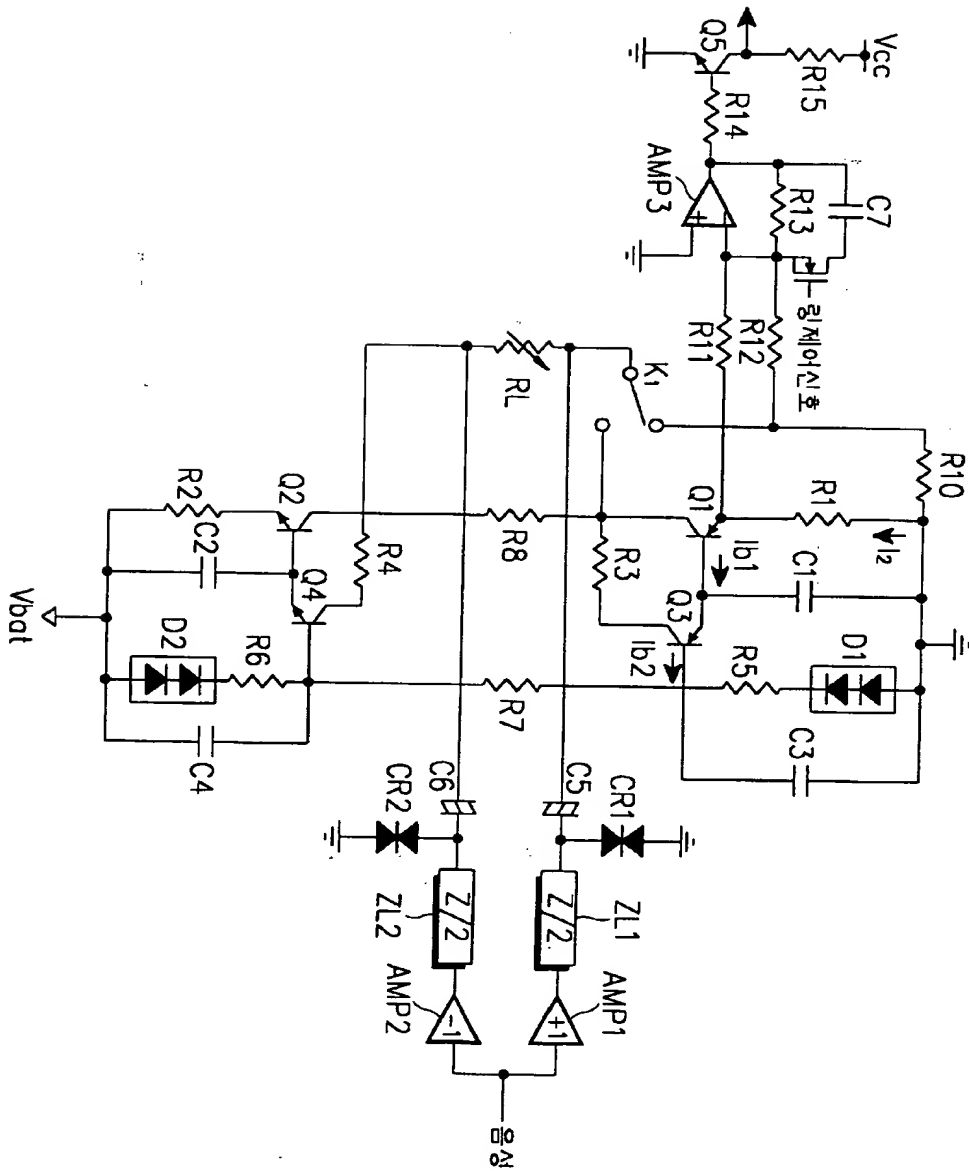 R10
Vcc
C7
I₂
D1
R1
C1
C3
R15
R13
링제어신호
R12
Ib1
R5
Q1
Q3
Ib2
R11
Q5
R14
AMP3
+
CR1
K₁
R3
C5
Z/2
ZL1
+1
AMP1
RL
R8
R7
음성
C6
Z/2
ZL2
-1
AMP2
CR2
R4
Q2
Q4
R6
R2
C2
D2
C4
Vbat